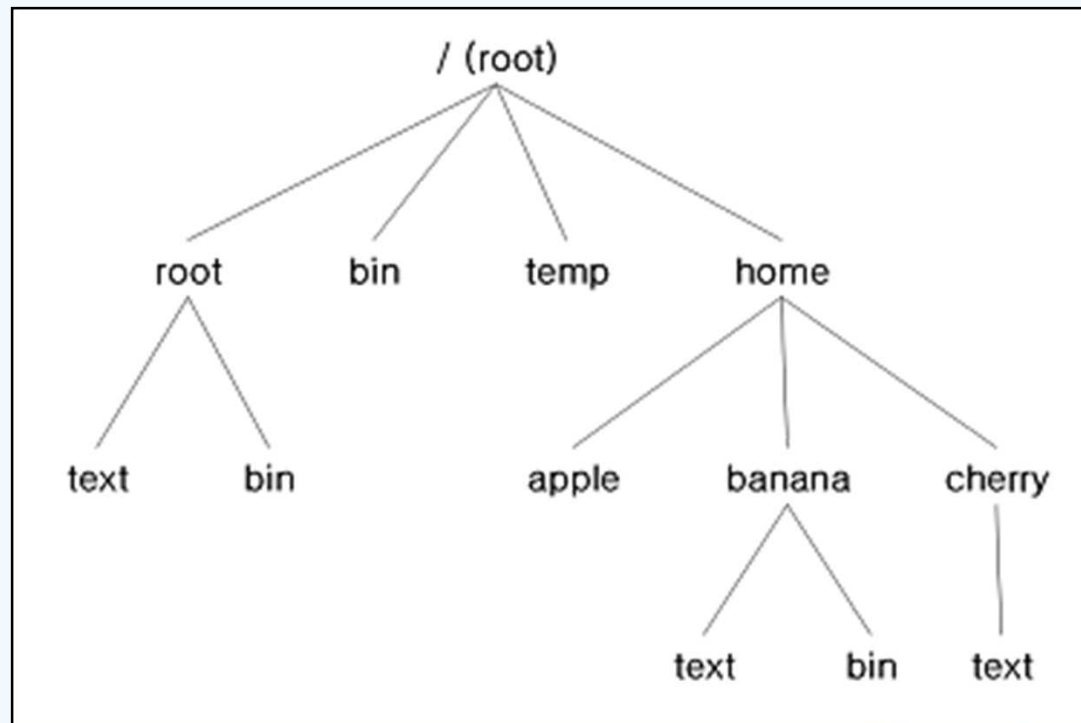 / (root)
root bin temp home
text bin apple banana cherry
text bin text